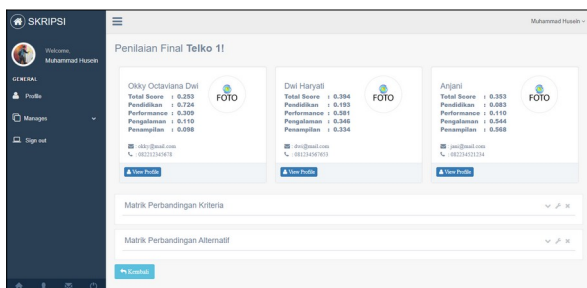 SKRIPSI
Muhammad Husein
Welcome,
Muhammad Husein
GENERAL
Profile
Manages
Sign out
Penilaian Final Telko 1!
Okky Octaviana Dwi
Total Score : 0.253
Pendidikan : 0.724
Performance : 0.309
Pengalaman : 0.110
Penampilan : 0.098
FOTO
: okky@mail.com
: 082212345678
View Profile
Dwi Haryati
Total Score : 0.394
Pendidikan : 0.193
Performance : 0.581
Pengalaman : 0.346
Penampilan : 0.334
FOTO
: dwi@mail.com
: 081234567653
View Profile
Anjani
Total Score : 0.353
Pendidikan : 0.083
Performance : 0.110
Pengalaman : 0.544
Penampilan : 0.568
FOTO
: jani@mail.com
: 082234521234
View Profile
Matrik Perbandingan Kriteria
Matrik Perbandingan Alternatif
Kembali